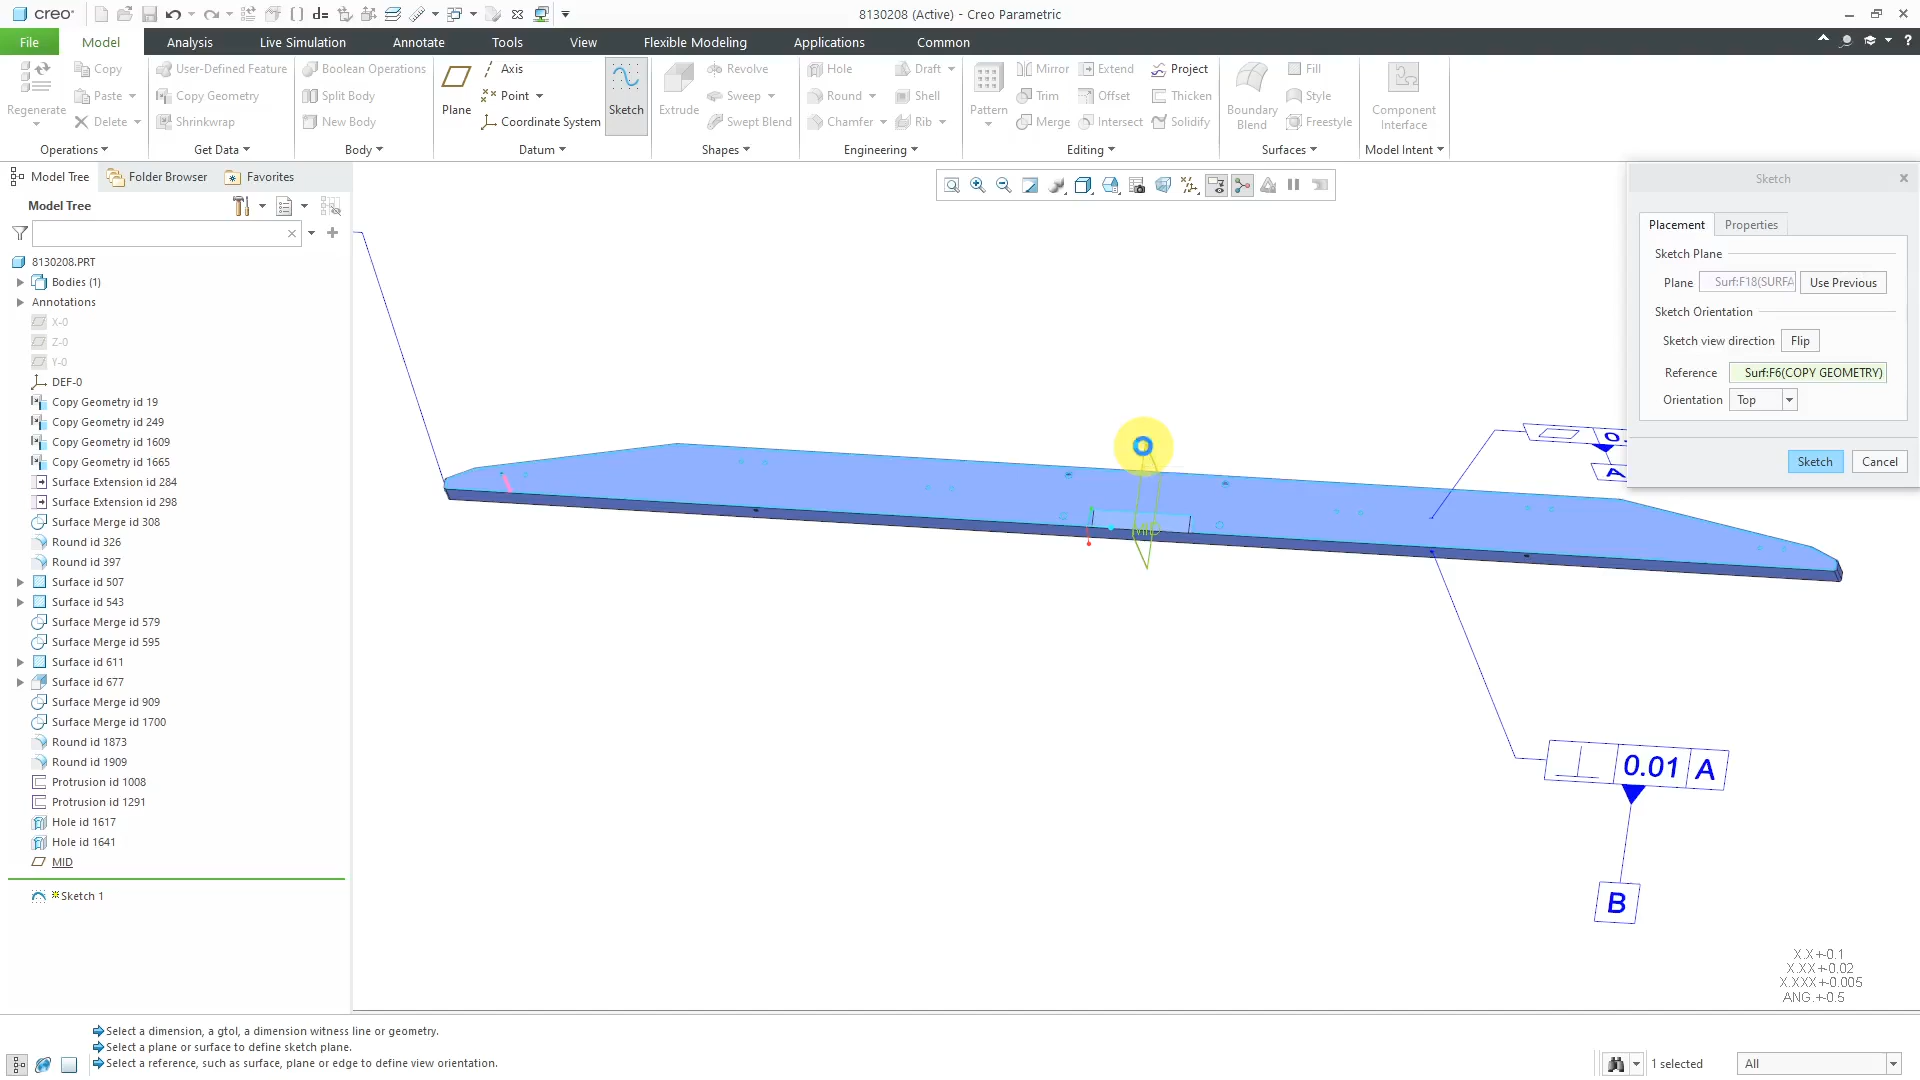 creo
d=
8130208 (Active) - Creo Parametric
File Model Analysis Live Simulation Annotate Tools View Flexible Modeling Applications Common
Regenerate
Copy
Paste
Delete
Operations
User-Defined Feature
Copy Geometry
Shrinkwrap
Get Data
Boolean Operations
Split Body
New Body
Body
Plane
Axis
Point
Coordinate System
Sketch
Datum
Extrude
Revolve
Sweep
Swept Blend
Shapes
Hole
Round
Chamfer
Draft
Shell
Rib
Engineering
Pattern
Mirror
Trim
Merge
Extend
Offset
Intersect
Project
Thicken
Solidify
Editing
Boundary Blend
Fill
Style
Freestyle
Surfaces
Component Interface
Model Intent
Model Tree Folder Browser Favorites
Model Tree
8130208.PRT
Bodies (1)
Annotations
X-0
Z-0
Y-0
DEF-0
Copy Geometry id 19
Copy Geometry id 249
Copy Geometry id 1609
Copy Geometry id 1665
Surface Extension id 284
Surface Extension id 298
Surface Merge id 308
Round id 326
Round id 397
Surface id 507
Surface id 543
Surface Merge id 579
Surface Merge id 595
Surface id 611
Surface id 677
Surface Merge id 909
Surface Merge id 1700
Round id 1873
Round id 1909
Protrusion id 1008
Protrusion id 1291
Hole id 1617
Hole id 1641
MID
Sketch 1
MID
0.
A
0.01 A
B
X.X+-0.1
X.XX+-0.02
X.XXX+-0.005
ANG.+-0.5
Sketch
Placement Properties
Sketch Plane
Plane Surf:F18(SURFA Use Previous
Sketch Orientation
Sketch view direction Flip
Reference Surf:F6(COPY GEOMETRY)
Orientation Top
Sketch Cancel
Select a dimension, a gtol, a dimension witness line or geometry.
Select a plane or surface to define sketch plane.
Select a reference, such as surface, plane or edge to define view orientation.
1 selected
All